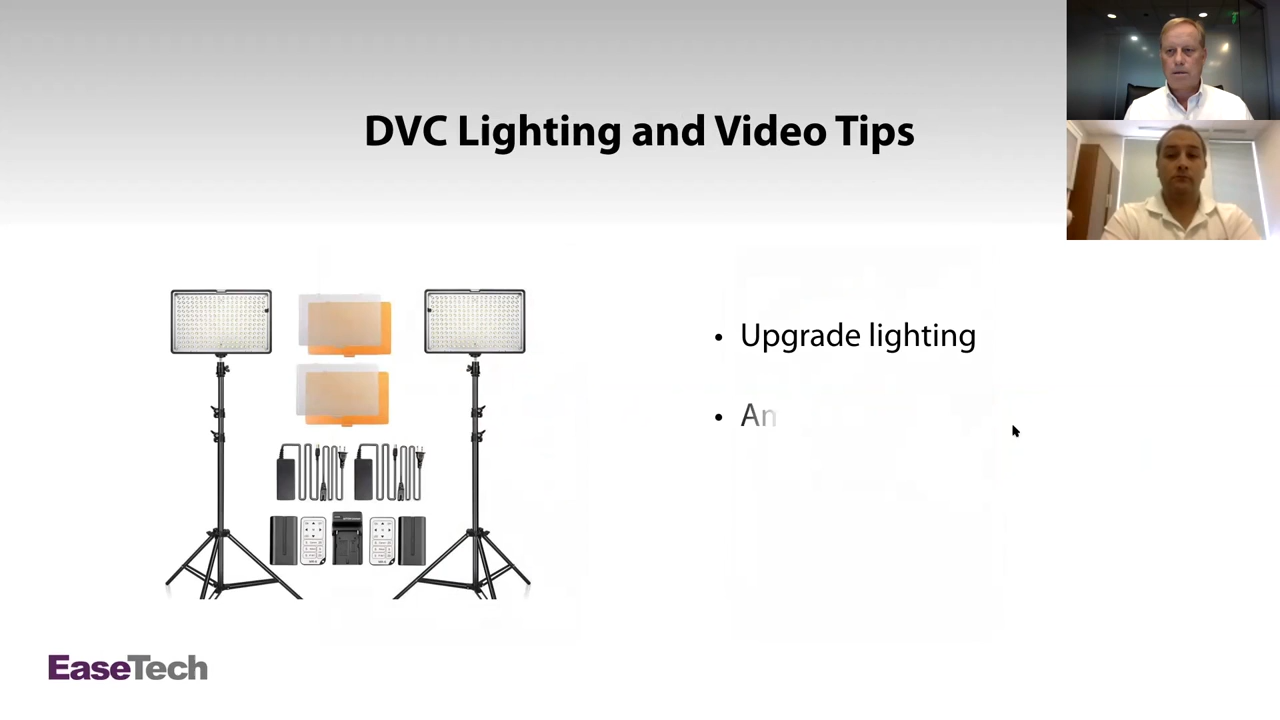 DVC Lighting and Video Tips
• Upgrade lighting
• An
EaseTech